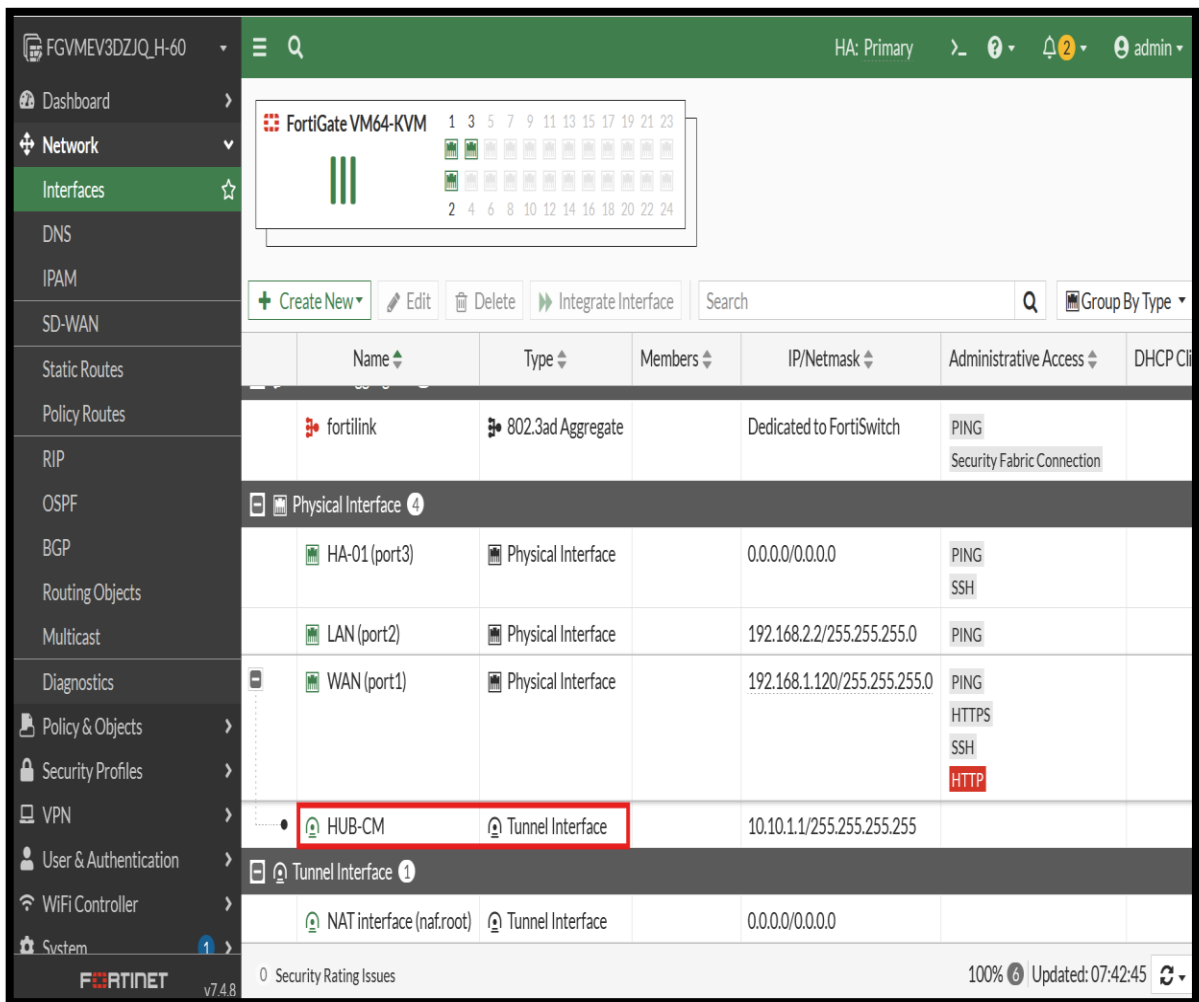 FGVMEV3DZJQ_H-60
HA: Primary
2
admin
Dashboard
Network
Interfaces
DNS
IPAM
SD-WAN
Static Routes
Policy Routes
RIP
OSPF
BGP
Routing Objects
Multicast
Diagnostics
Policy & Objects
Security Profiles
VPN
User & Authentication
WiFi Controller
System 1
FORTINET v7.4.8
FortiGate VM64-KVM
1 3 5 7 9 11 13 15 17 19 21 23
2 4 6 8 10 12 14 16 18 20 22 24
+ Create New Edit Delete Integrate Interface Search Group By Type
Name Type Members IP/Netmask Administrative Access DHCP Cli
fortilink 802.3ad Aggregate Dedicated to FortiSwitch PING
Security Fabric Connection
Physical Interface 4
HA-01 (port3) Physical Interface 0.0.0.0/0.0.0.0 PING
SSH
LAN (port2) Physical Interface 192.168.2.2/255.255.255.0 PING
WAN (port1) Physical Interface 192.168.1.120/255.255.255.0 PING
HTTPS
SSH
HTTP
HUB-CM Tunnel Interface 10.10.1.1/255.255.255.255
Tunnel Interface 1
NAT interface (naf.root) Tunnel Interface 0.0.0.0/0.0.0.0
0 Security Rating Issues 100% 6 Updated: 07:42:45